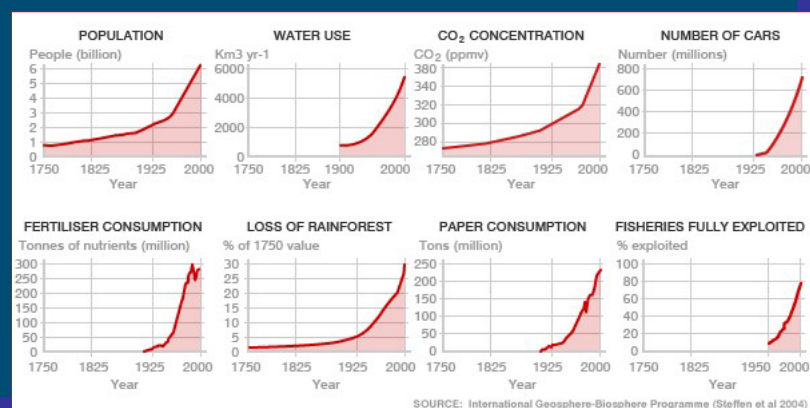 POPULATION
People (billion)
6
5
4
3
2
1
0
1750 1825 1925 2000
Year
WATER USE
Km3 yr-1
6000
4000
2000
0
1750 1825 1900 2000
Year
CO₂ CONCENTRATION
CO₂ (ppmv)
380
360
340
320
300
280
1750 1825 1925 2000
Year
NUMBER OF CARS
Number (millions)
800
600
400
200
0
1750 1825 1925 2000
Year
FERTILISER CONSUMPTION
Tonnes of nutrients (million)
300
250
200
150
100
50
0
1750 1825 1925 2000
Year
LOSS OF RAINFOREST
% of 1750 value
30
25
20
15
10
5
0
1750 1825 1925 2000
Year
PAPER CONSUMPTION
Tons (million)
250
200
150
100
50
0
1750 1825 1925 2000
Year
FISHERIES FULLY EXPLOITED
% exploited
100
80
60
40
20
0
1750 1825 1950 2000
Year
SOURCE: International Geosphere-Biosphere Programme (Steffen et al 2004)